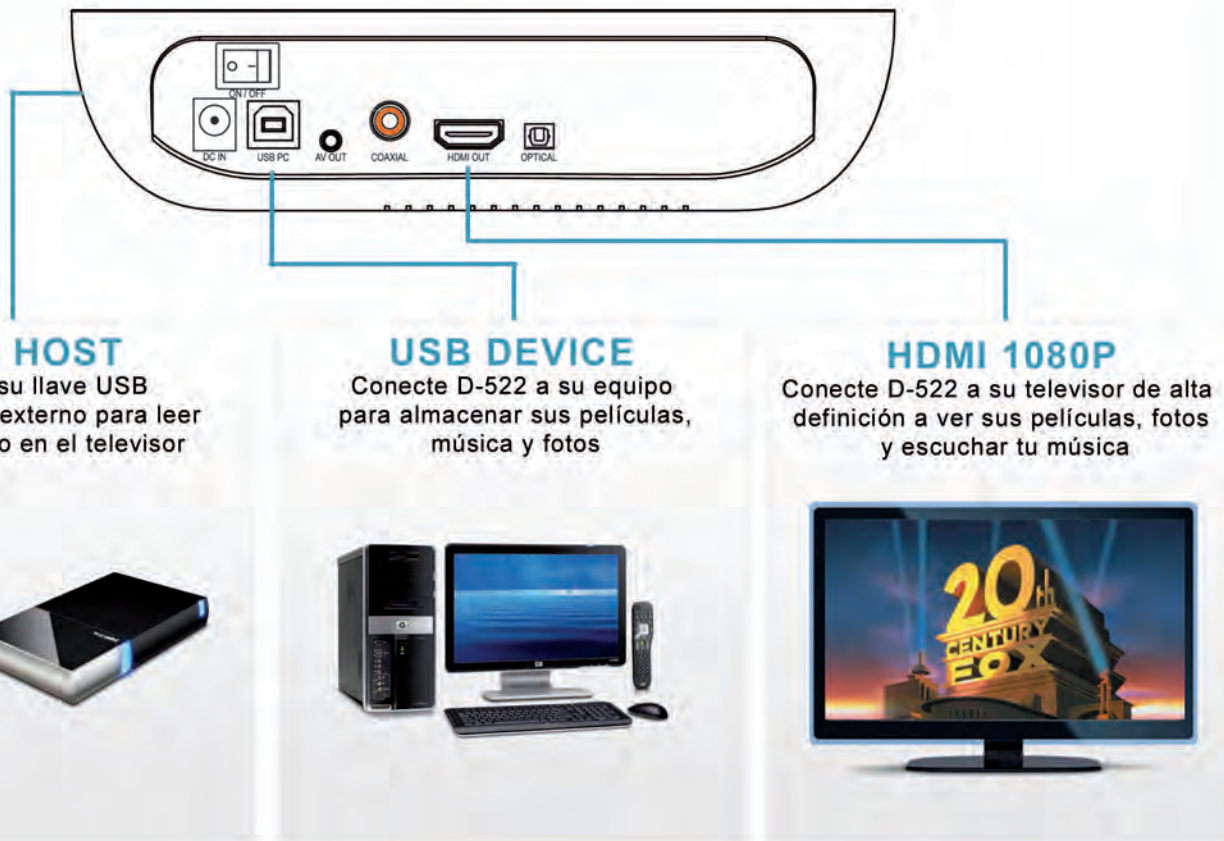 ON / OFF
DC IN
USB PC
AV OUT
COAXIAL
HDMI OUT
OPTICAL
HOST
su llave USB
externo para leer
o en el televisor
USB DEVICE
Conecte D-522 a su equipo
para almacenar sus películas,
música y fotos
HDMI 1080P
Conecte D-522 a su televisor de alta
definición a ver sus películas, fotos
y escuchar tu música
20th
CENTURY
FOX